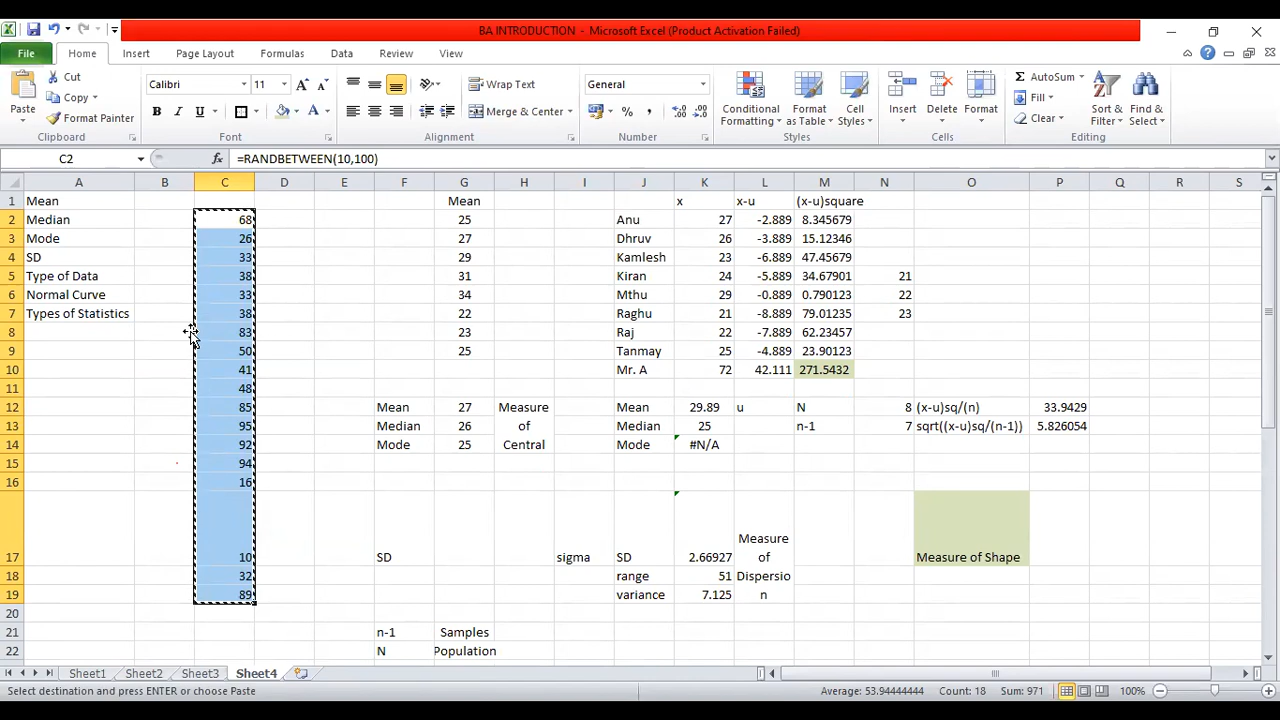 BA INTRODUCTION - Microsoft Excel (Product Activation Failed)
File Home Insert Page Layout Formulas Data Review View
Paste
Cut
Copy
Format Painter
Clipboard
Calibri 11
B I U
Font
Wrap Text
Merge & Center
Alignment
General
%
Number
Conditional Formatting
Format as Table
Cell Styles
Styles
Insert Delete Format
Cells
Σ AutoSum
Fill
Clear
Sort & Filter
Find & Select
Editing
C2 fx =RANDBETWEEN(10,100)
A B C D E F G H I J K L M N O P Q R S
1 Mean Mean x x-u (x-u)square
2 Median 68 25 Anu 27 -2.889 8.345679
3 Mode 26 27 Dhruv 26 -3.889 15.12346
4 SD 33 29 Kamlesh 23 -6.889 47.45679
5 Type of Data 38 31 Kiran 24 -5.889 34.67901 21
6 Normal Curve 33 34 Mthu 29 -0.889 0.790123 22
7 Types of Statistics 38 22 Raghu 21 -8.889 79.01235 23
8 83 23 Raj 22 -7.889 62.23457
9 50 25 Tanmay 25 -4.889 23.90123
10 41 Mr. A 72 42.111 271.5432
11 48
12 85 Mean 27 Measure Mean 29.89 u N 8 (x-u)sq/(n) 33.9429
13 95 Median 26 of Median 25 n-1 7 sqrt((x-u)sq/(n-1)) 5.826054
14 92 Mode 25 Central Mode #N/A
15 94
16 16
17 10 SD sigma SD 2.66927 Measure of Dispersion Measure of Shape
18 32 range 51
19 89 variance 7.125
20
21 n-1 Samples
22 N Population
Sheet1 Sheet2 Sheet3 Sheet4
Select destination and press ENTER or choose Paste Average: 53.94444444 Count: 18 Sum: 971 100%